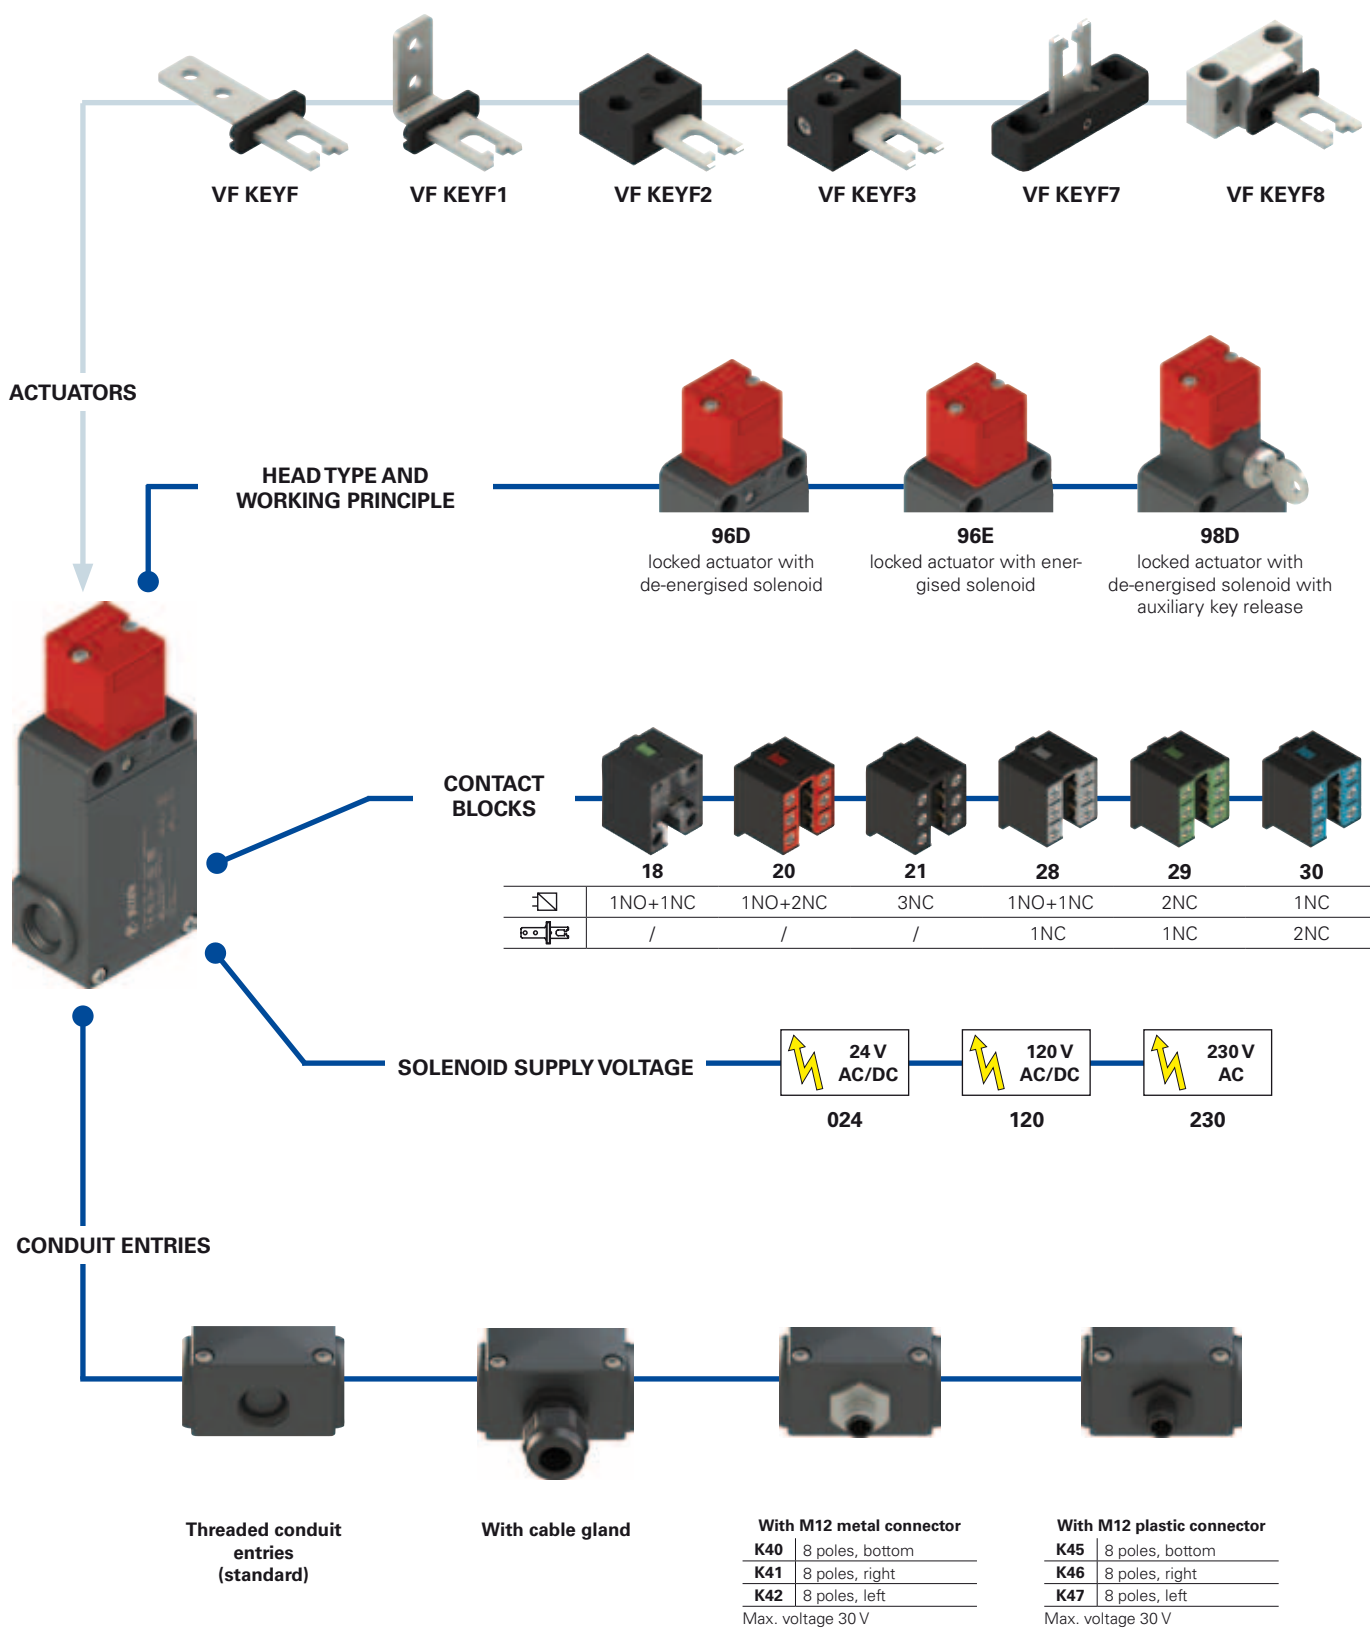 VF KEYF
VF KEYF1
VF KEYF2
VF KEYF3
VF KEYF7
VF KEYF8
ACTUATORS
HEAD TYPE AND
WORKING PRINCIPLE
96D
locked actuator with
de-energised solenoid
96E
locked actuator with ener-
gised solenoid
98D
locked actuator with
de-energised solenoid with
auxiliary key release
CONTACT
BLOCKS
18 20 21 28 29 30
1NO+1NC 1NO+2NC 3NC 1NO+1NC 2NC 1NC
/ / / 1NC 1NC 2NC
SOLENOID SUPPLY VOLTAGE
24 V
AC/DC
024
120 V
AC/DC
120
230 V
AC
230
CONDUIT ENTRIES
Threaded conduit
entries
(standard)
With cable gland
With M12 metal connector
K40 8 poles, bottom
K41 8 poles, right
K42 8 poles, left
Max. voltage 30 V
With M12 plastic connector
K45 8 poles, bottom
K46 8 poles, right
K47 8 poles, left
Max. voltage 30 V